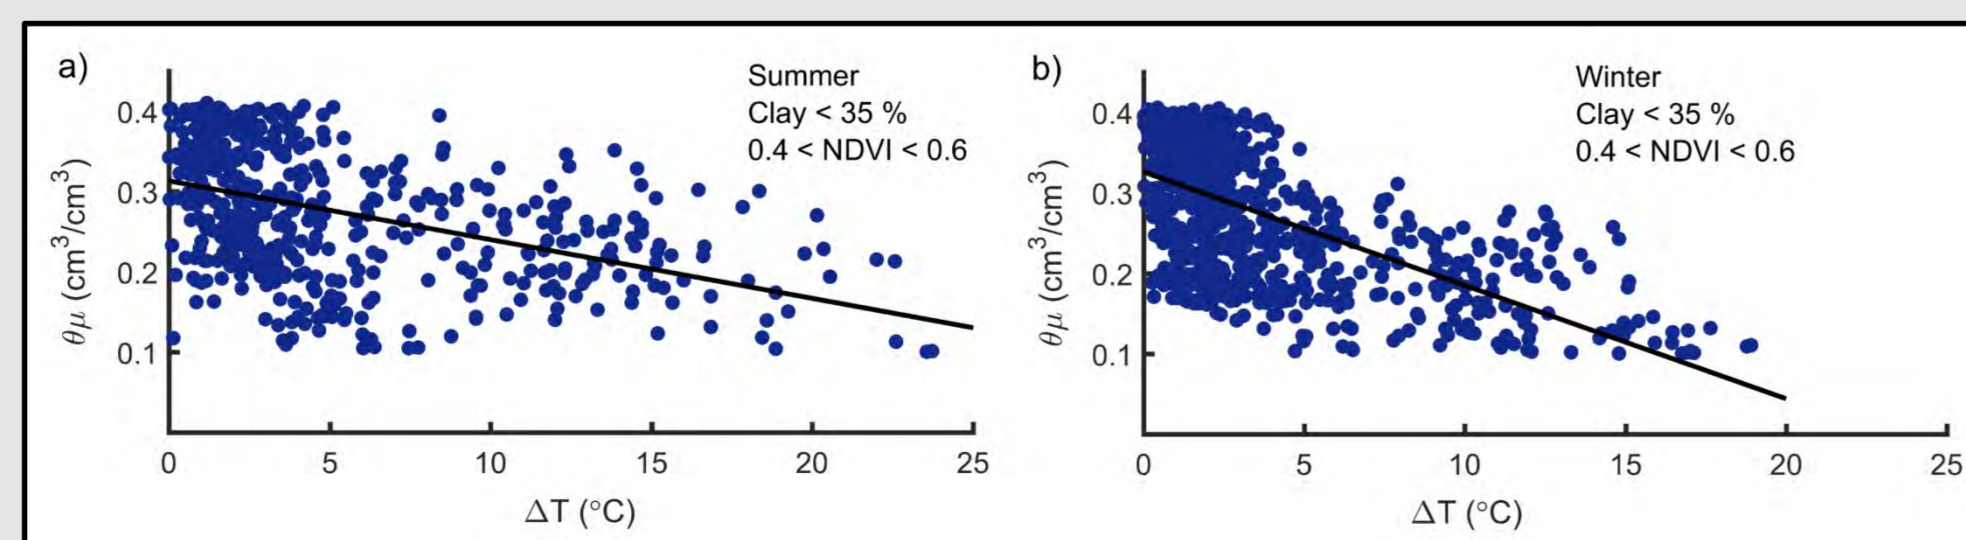 a)
Summer
Clay < 35 %
0.4 < NDVI < 0.6
0.4
0.3
0.2
0.1
θμ (cm³/cm³)
0 5 10 15 20 25
ΔT (°C)
b)
Winter
Clay < 35 %
0.4 < NDVI < 0.6
0.4
0.3
0.2
0.1
θμ (cm³/cm³)
0 5 10 15 20 25
ΔT (°C)